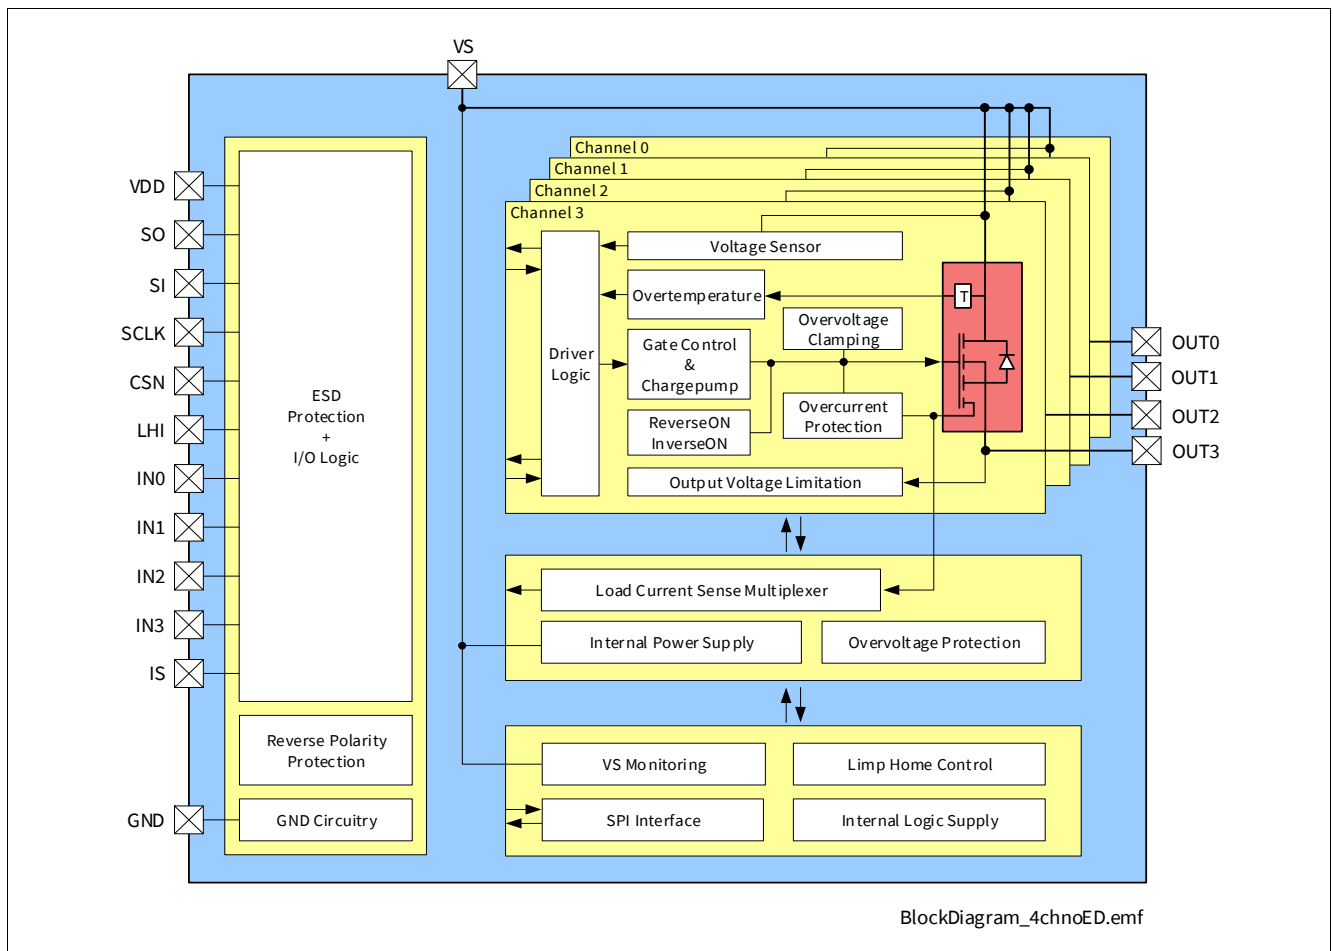 VS
VDD
SO
SI
SCLK
CSN
LHI
IN0
IN1
IN2
IN3
IS
GND
ESD
Protection
+
I/O Logic
Reverse Polarity
Protection
GND Circuitry
Channel 0
Channel 1
Channel 2
Channel 3
Driver
Logic
Voltage Sensor
Overtemperature
T
Gate Control
&
Chargepump
Overvoltage
Clamping
ReverseON
InverseON
Overcurrent
Protection
Output Voltage Limitation
OUT0
OUT1
OUT2
OUT3
Load Current Sense Multiplexer
Internal Power Supply
Overvoltage Protection
VS Monitoring
Limp Home Control
SPI Interface
Internal Logic Supply
BlockDiagram_4chnoED.emf